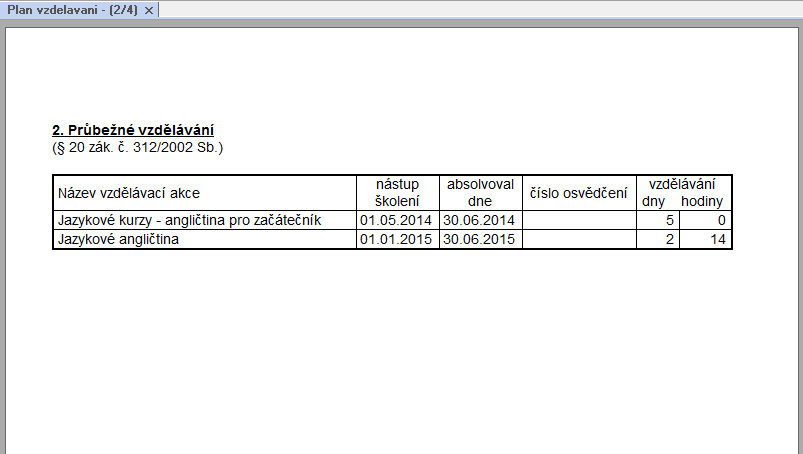 Plan vzdelavani - (2/4) ×
2. Průbežné vzdělávání
(§ 20 zák. č. 312/2002 Sb.)
Název vzdělávací akce nástup školení absolvoval dne číslo osvědčení vzdělávání dny hodiny
Jazykové kurzy - angličtina pro začátečník 01.05.2014 30.06.2014 5 0
Jazykové angličtina 01.01.2015 30.06.2015 2 14